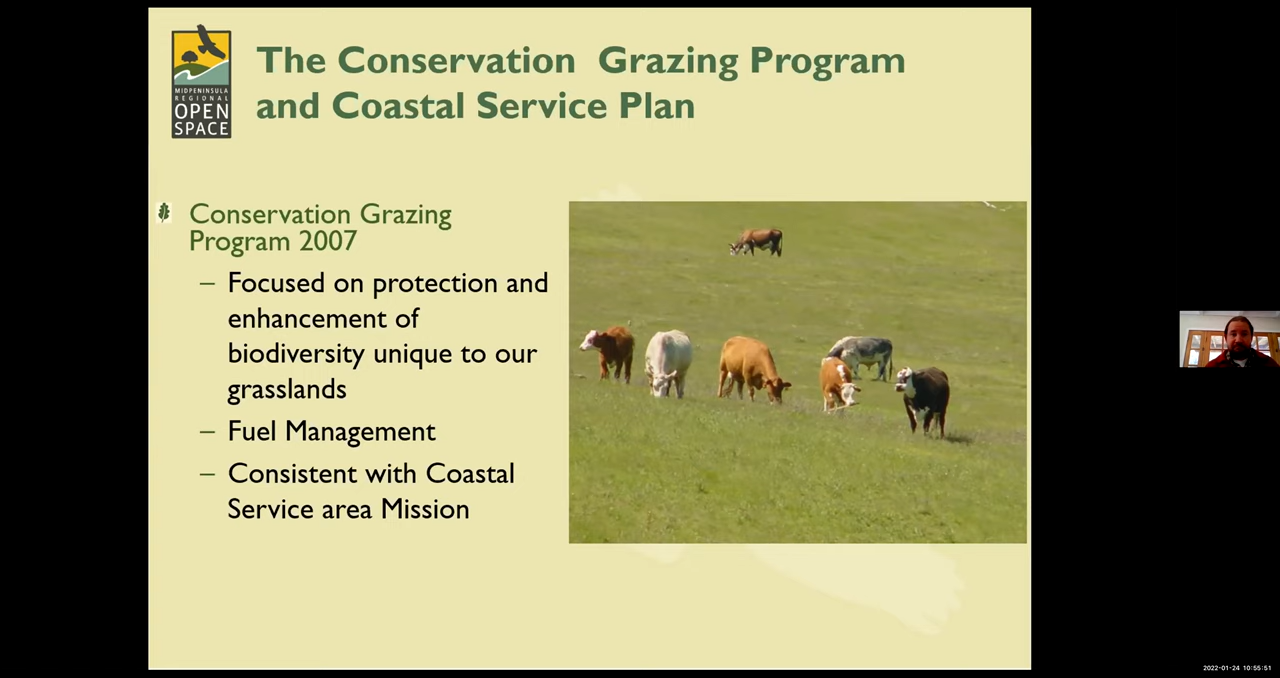 MIDPENINSULA
REGIONAL
OPEN
SPACE
The Conservation  Grazing Program
and Coastal Service Plan
Conservation Grazing
Program 2007
– Focused on protection and
enhancement of
biodiversity unique to our
grasslands
– Fuel Management
– Consistent with Coastal
Service area Mission
2022-01-24 10:55:51